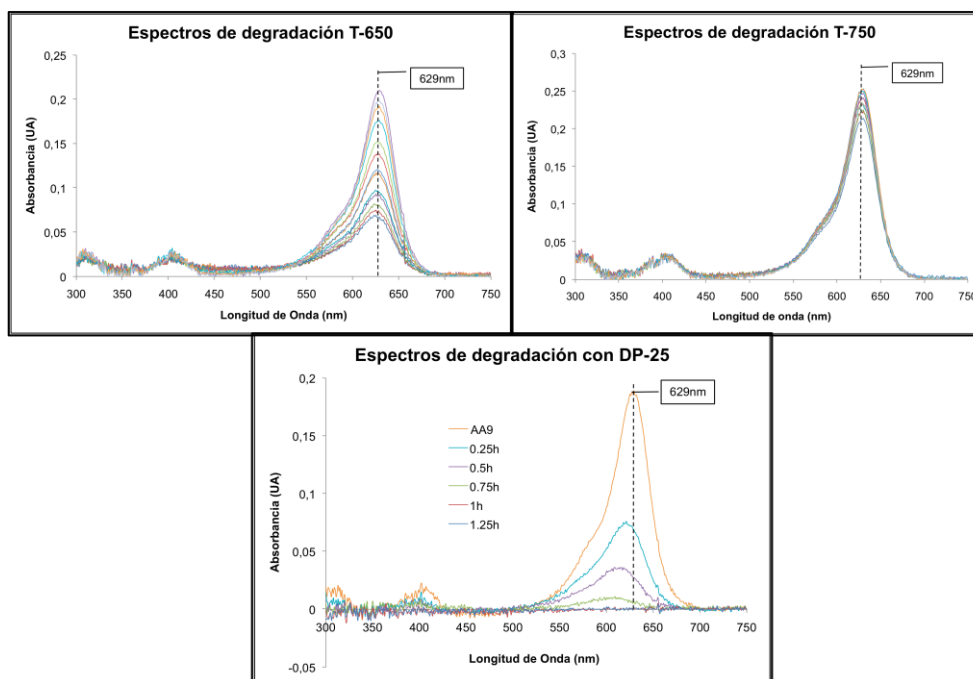 Espectros de degradación T-650
0,25
0,2
0,15
0,1
0,05
0
629nm
Absorbancia (UA)
300 350 400 450 500 550 600 650 700 750
Longitud de Onda (nm)
Espectros de degradación T-750
0,3
0,25
0,2
0,15
0,1
0,05
0
629nm
Absorbancia (UA)
300 350 400 450 500 550 600 650 700 750
Longitud de onda (nm)
Espectros de degradación con DP-25
0,2
0,15
0,1
0,05
0
-0,05
629nm
AA9
0.25h
0.5h
0.75h
1h
1.25h
Absorbancia (UA)
300 350 400 450 500 550 600 650 700 750
Longitud de Onda (nm)